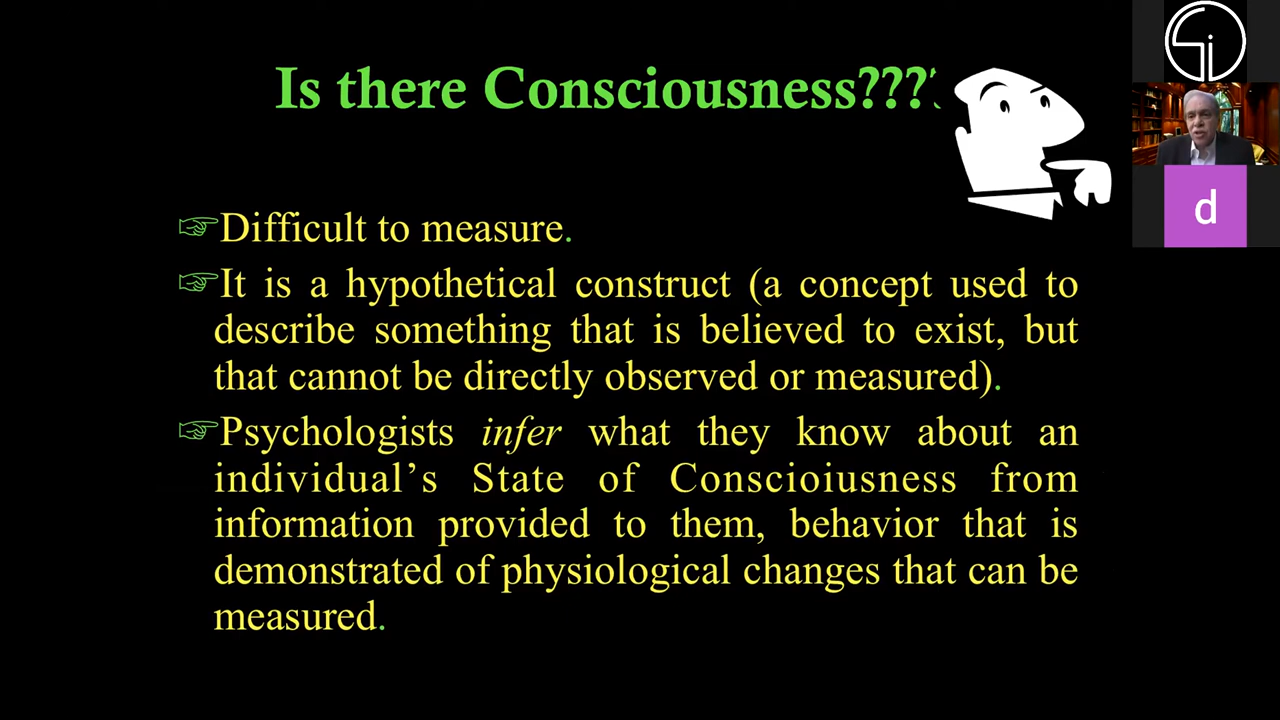 Is there Consciousness????
Difficult to measure.
It is a hypothetical construct (a concept used to
describe something that is believed to exist, but
that cannot be directly observed or measured).
Psychologists infer what they know about an
individual’s State of Conscioiusness from
information provided to them, behavior that is
demonstrated of physiological changes that can be
measured.
d